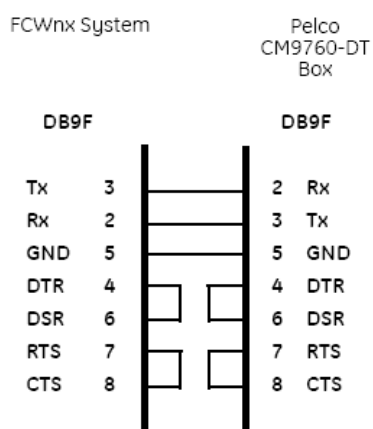 FCWnx System
Pelco
CM9760-DT
Box
DB9F DB9F
Tx 3 2 Rx
Rx 2 3 Tx
GND 5 5 GND
DTR 4 4 DTR
DSR 6 6 DSR
RTS 7 7 RTS
CTS 8 8 CTS